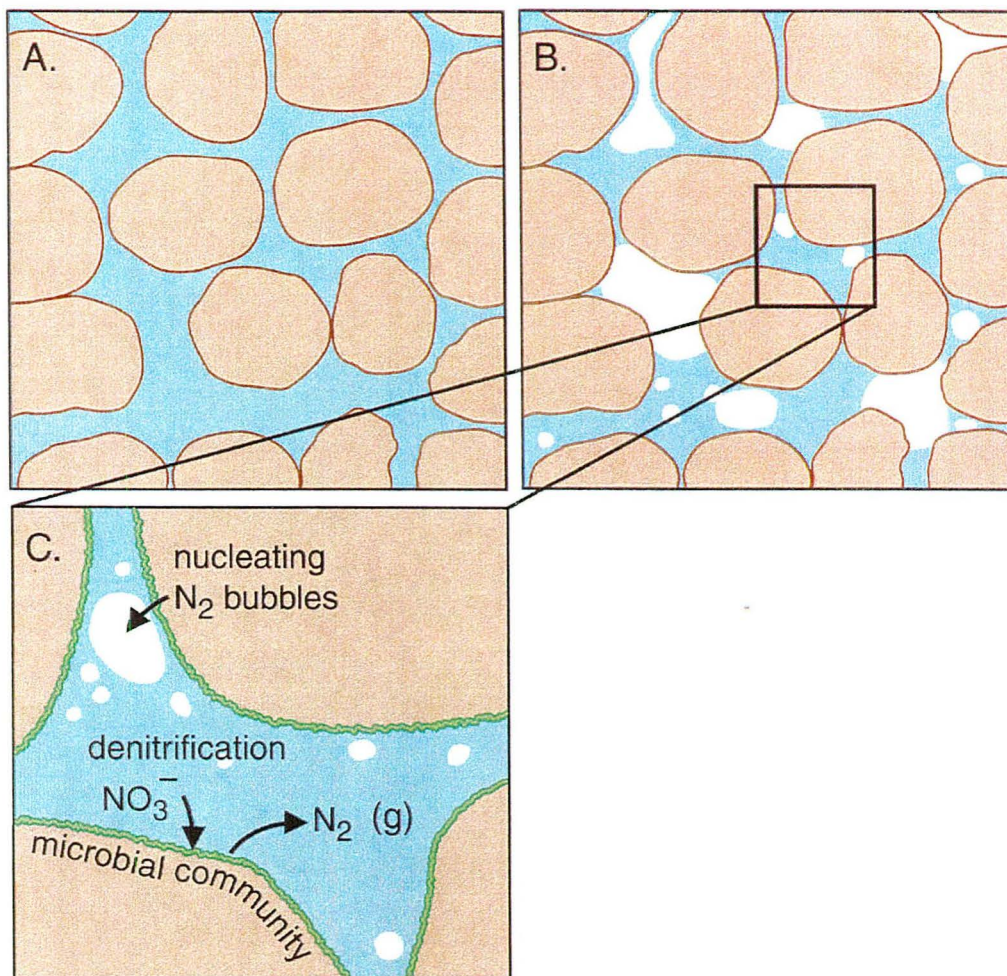 A.
B.
C.
nucleating
N₂ bubbles
denitrification
NO₃⁻
N₂ (g)
microbial community